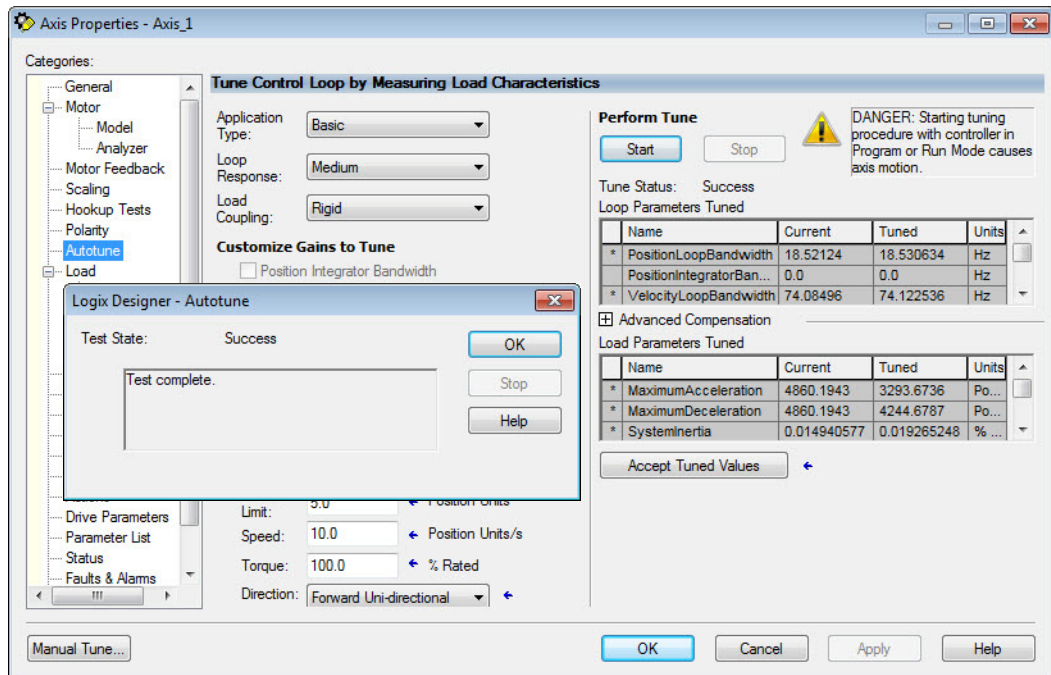 Axis Properties - Axis_1
Categories:
General
Motor
Model
Analyzer
Motor Feedback
Scaling
Hookup Tests
Polarity
Autotune
Load
Drive Parameters
Parameter List
Status
Faults & Alarms
Tune Control Loop by Measuring Load Characteristics
Application Type: Basic
Loop Response: Medium
Load Coupling: Rigid
Customize Gains to Tune
Position Integrator Bandwidth
Logix Designer - Autotune
Test State: Success
Test complete.
OK
Stop
Help
Limit: 5.0 Position Units
Speed: 10.0 Position Units/s
Torque: 100.0 % Rated
Direction: Forward Uni-directional
Perform Tune
Start Stop
DANGER: Starting tuning
procedure with controller in
Program or Run Mode causes
axis motion.
Tune Status: Success
Loop Parameters Tuned
Name Current Tuned Units
* PositionLoopBandwidth 18.52124 18.530634 Hz
PositionIntegratorBan... 0.0 0.0 Hz
* VelocityLoopBandwidth 74.08496 74.122536 Hz
Advanced Compensation
Load Parameters Tuned
Name Current Tuned Units
* MaximumAcceleration 4860.1943 3293.6736 Po...
* MaximumDeceleration 4860.1943 4244.6787 Po...
* SystemInertia 0.014940577 0.019265248 % ...
Accept Tuned Values
Manual Tune... OK Cancel Apply Help